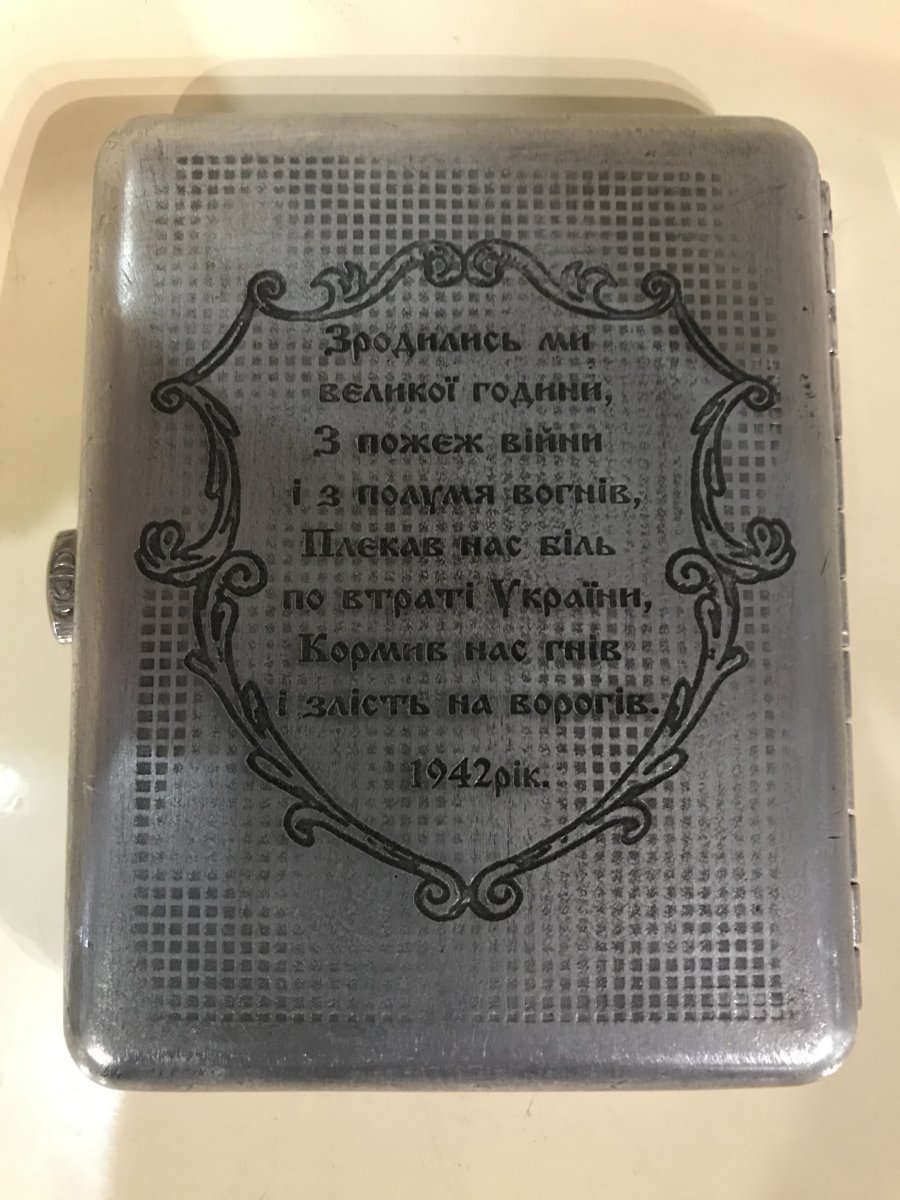 Зродились ми
великої години,
З пожеж війни
і з полумя вогнів,
Плекав нас біль
по втраті України,
Кормив нас гнів
і злість на ворогів.
1942рік.